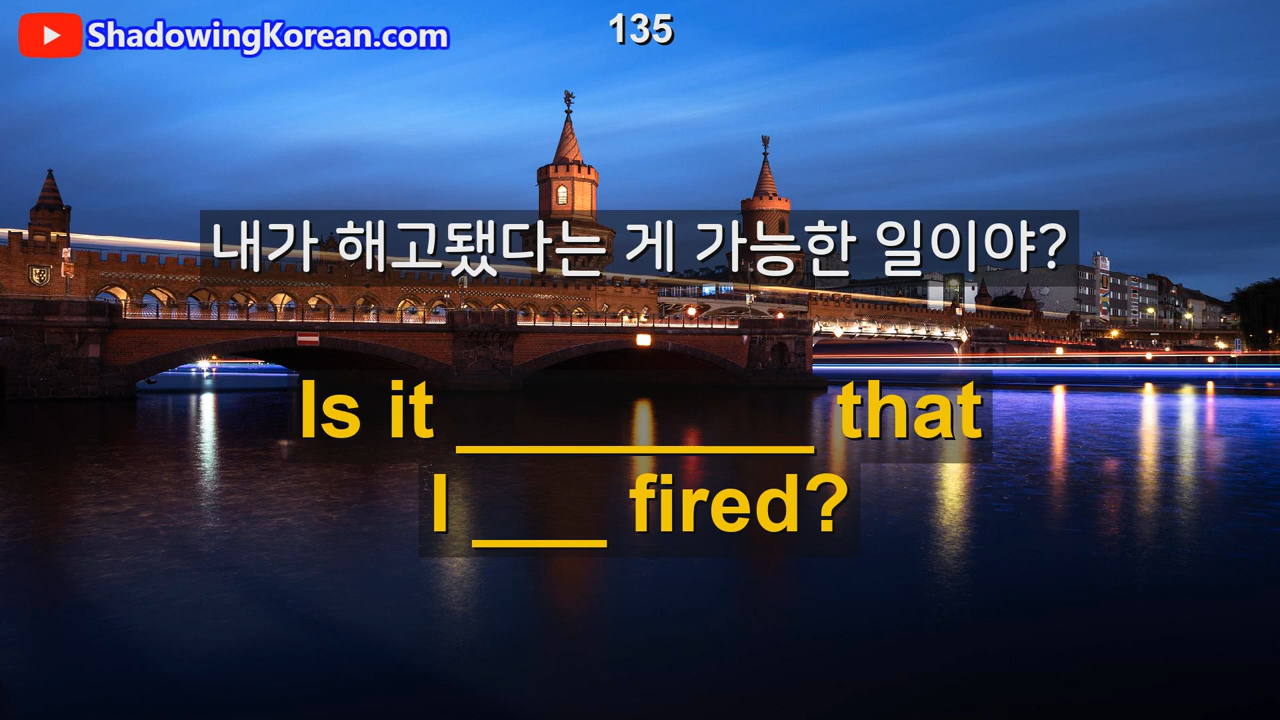 ShadowingKorean.com
135
내가 해고됐다는 게 가능한 일이야?
Is it ________ that
I ___ fired?